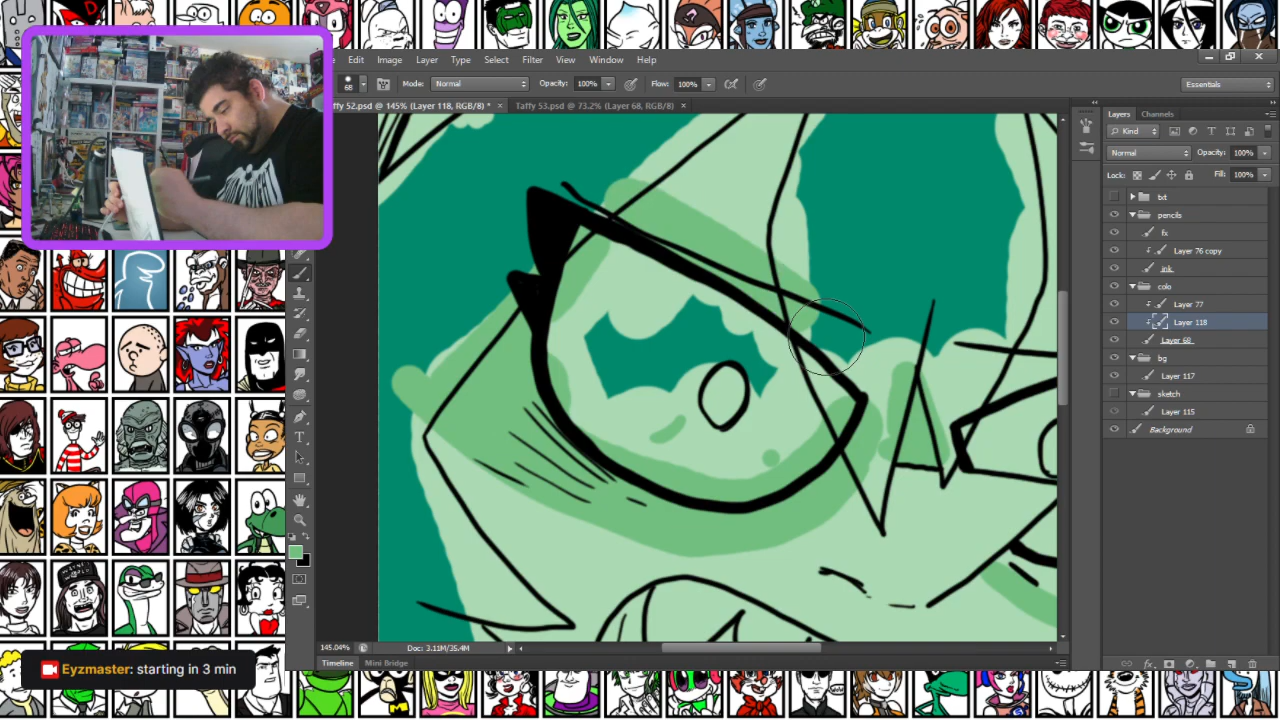 Image Layer Type Select Filter View Window Help
68 Mode: Normal Opacity: 100% Flow: 100% Essentials
ffy 52.psd @ 145% (Layer 118, RGB/8) * × Taffy 53.psd @ 73.2% (Layer 68, RGB/8) ×
Edit
Layers Channels
Kind
Normal Opacity: 100%
Lock: Fill: 100%
txt
pencils
fx
Layer 76 copy
ink
colo
Layer 77
Layer 118
Layer 68
bg
Layer 117
sketch
Layer 115
Background
145.04% Doc: 3.11M/35.4M
Timeline Mini Bridge
Eyzmaster: starting in 3 min